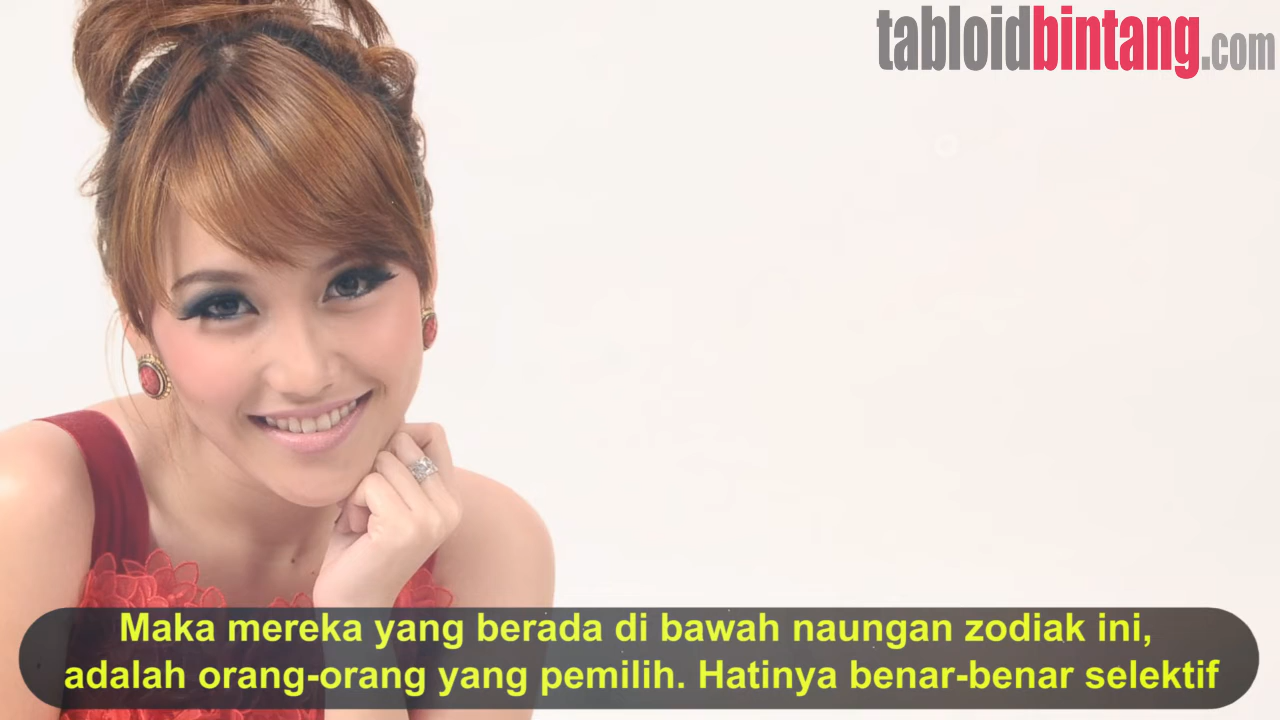 tabloidbintang.com
Maka mereka yang berada di bawah naungan zodiak ini,
adalah orang-orang yang pemilih. Hatinya benar-benar selektif